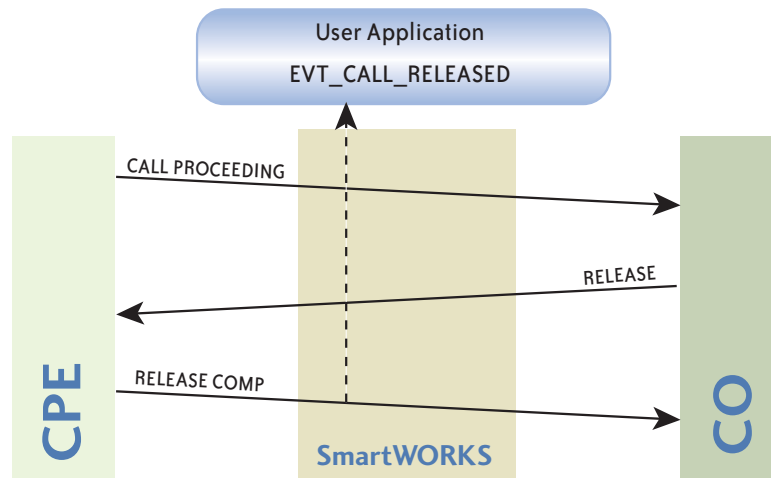 User Application
EVT_CALL_RELEASED
CALL PROCEEDING
RELEASE
RELEASE COMP
CPE
SmartWORKS
CO